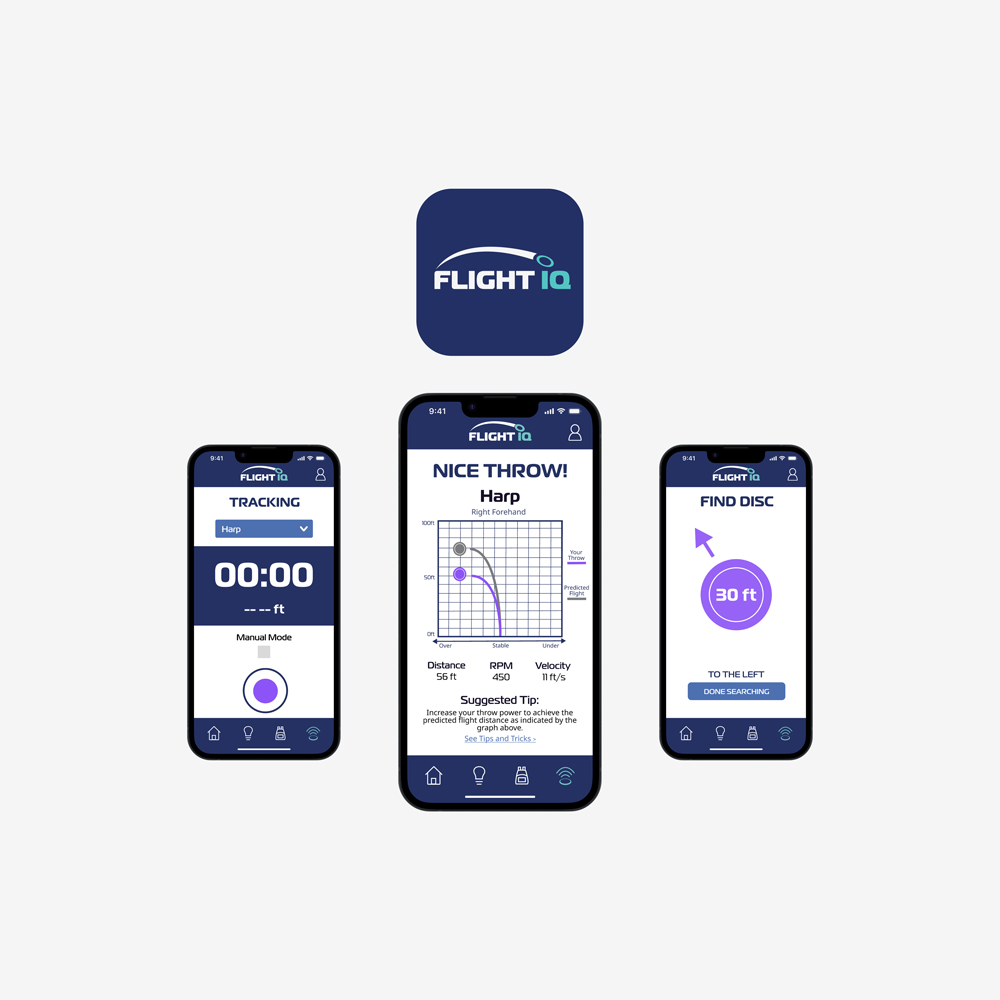 FLIGHT IQ
9:41
FLIGHT IQ
TRACKING
Harp
00:00
-- -- ft
Manual Mode
9:41
FLIGHT IQ
NICE THROW!
Harp
Right Forehand
100ft
50ft
0ft
Over
Stable
Under
Your
Throw
Predicted
Flight
Distance
56 ft
RPM
450
Velocity
11 ft/s
Suggested Tip:
Increase your throw power to achieve the
predicted flight distance as indicated by the
graph above.
See Tips and Tricks >
9:41
FLIGHT IQ
FIND DISC
30 ft
TO THE LEFT
DONE SEARCHING